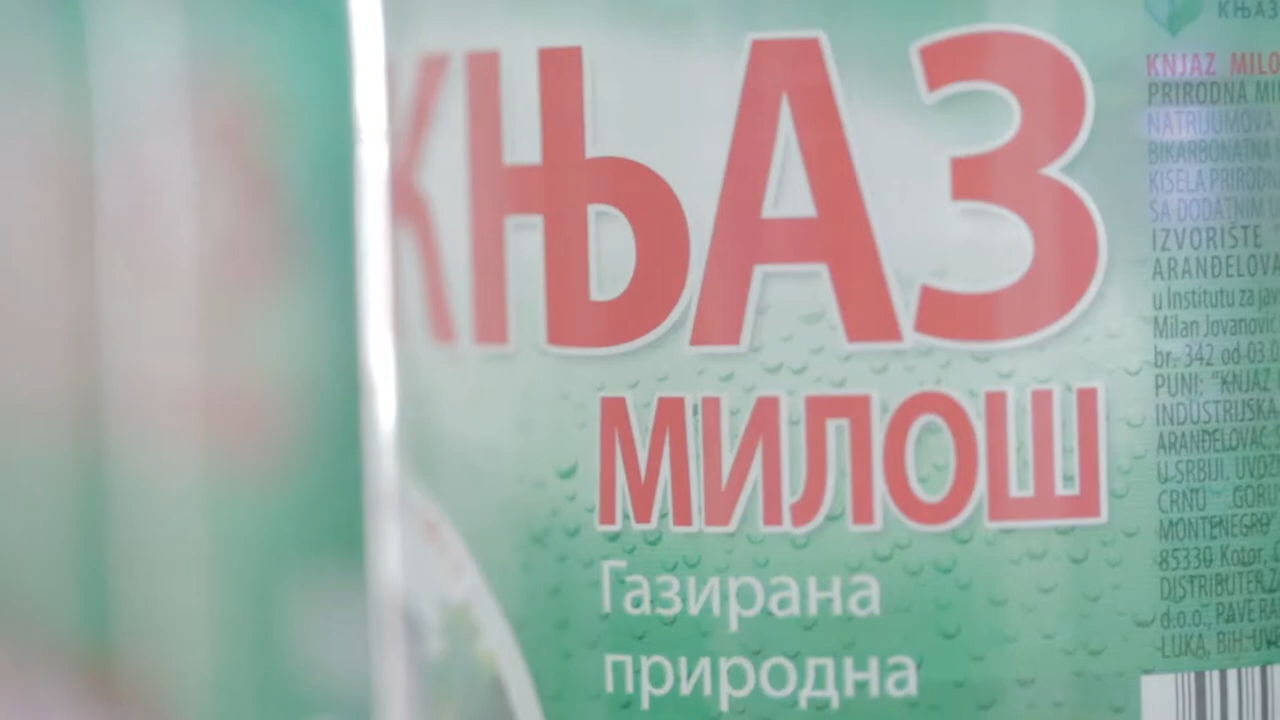 КЊАЗ
МИЛОШ
Газирана
природна
КЊАЗ
KNJAZ MILO
PRIRODNA MI
NATRIJUMOVA
BIKARBONATNA
KISELA PRIRODN
SA DODATNIM
IZVORIŠTE
ARANĐELOVA
u Institutu za jav
Milan Jovanović
br. 342 od 03.0
PUNI: "KNJAZ
INDUSTRIJSKA
ARANĐELOVAC,
U SRBIJI. UVOZ
CRNU GORU
MONTENEGRO"
85330 Kotor,
DISTRIBUTER Z
d.o.o., PAVE RA
LUKA, BiH. UVO